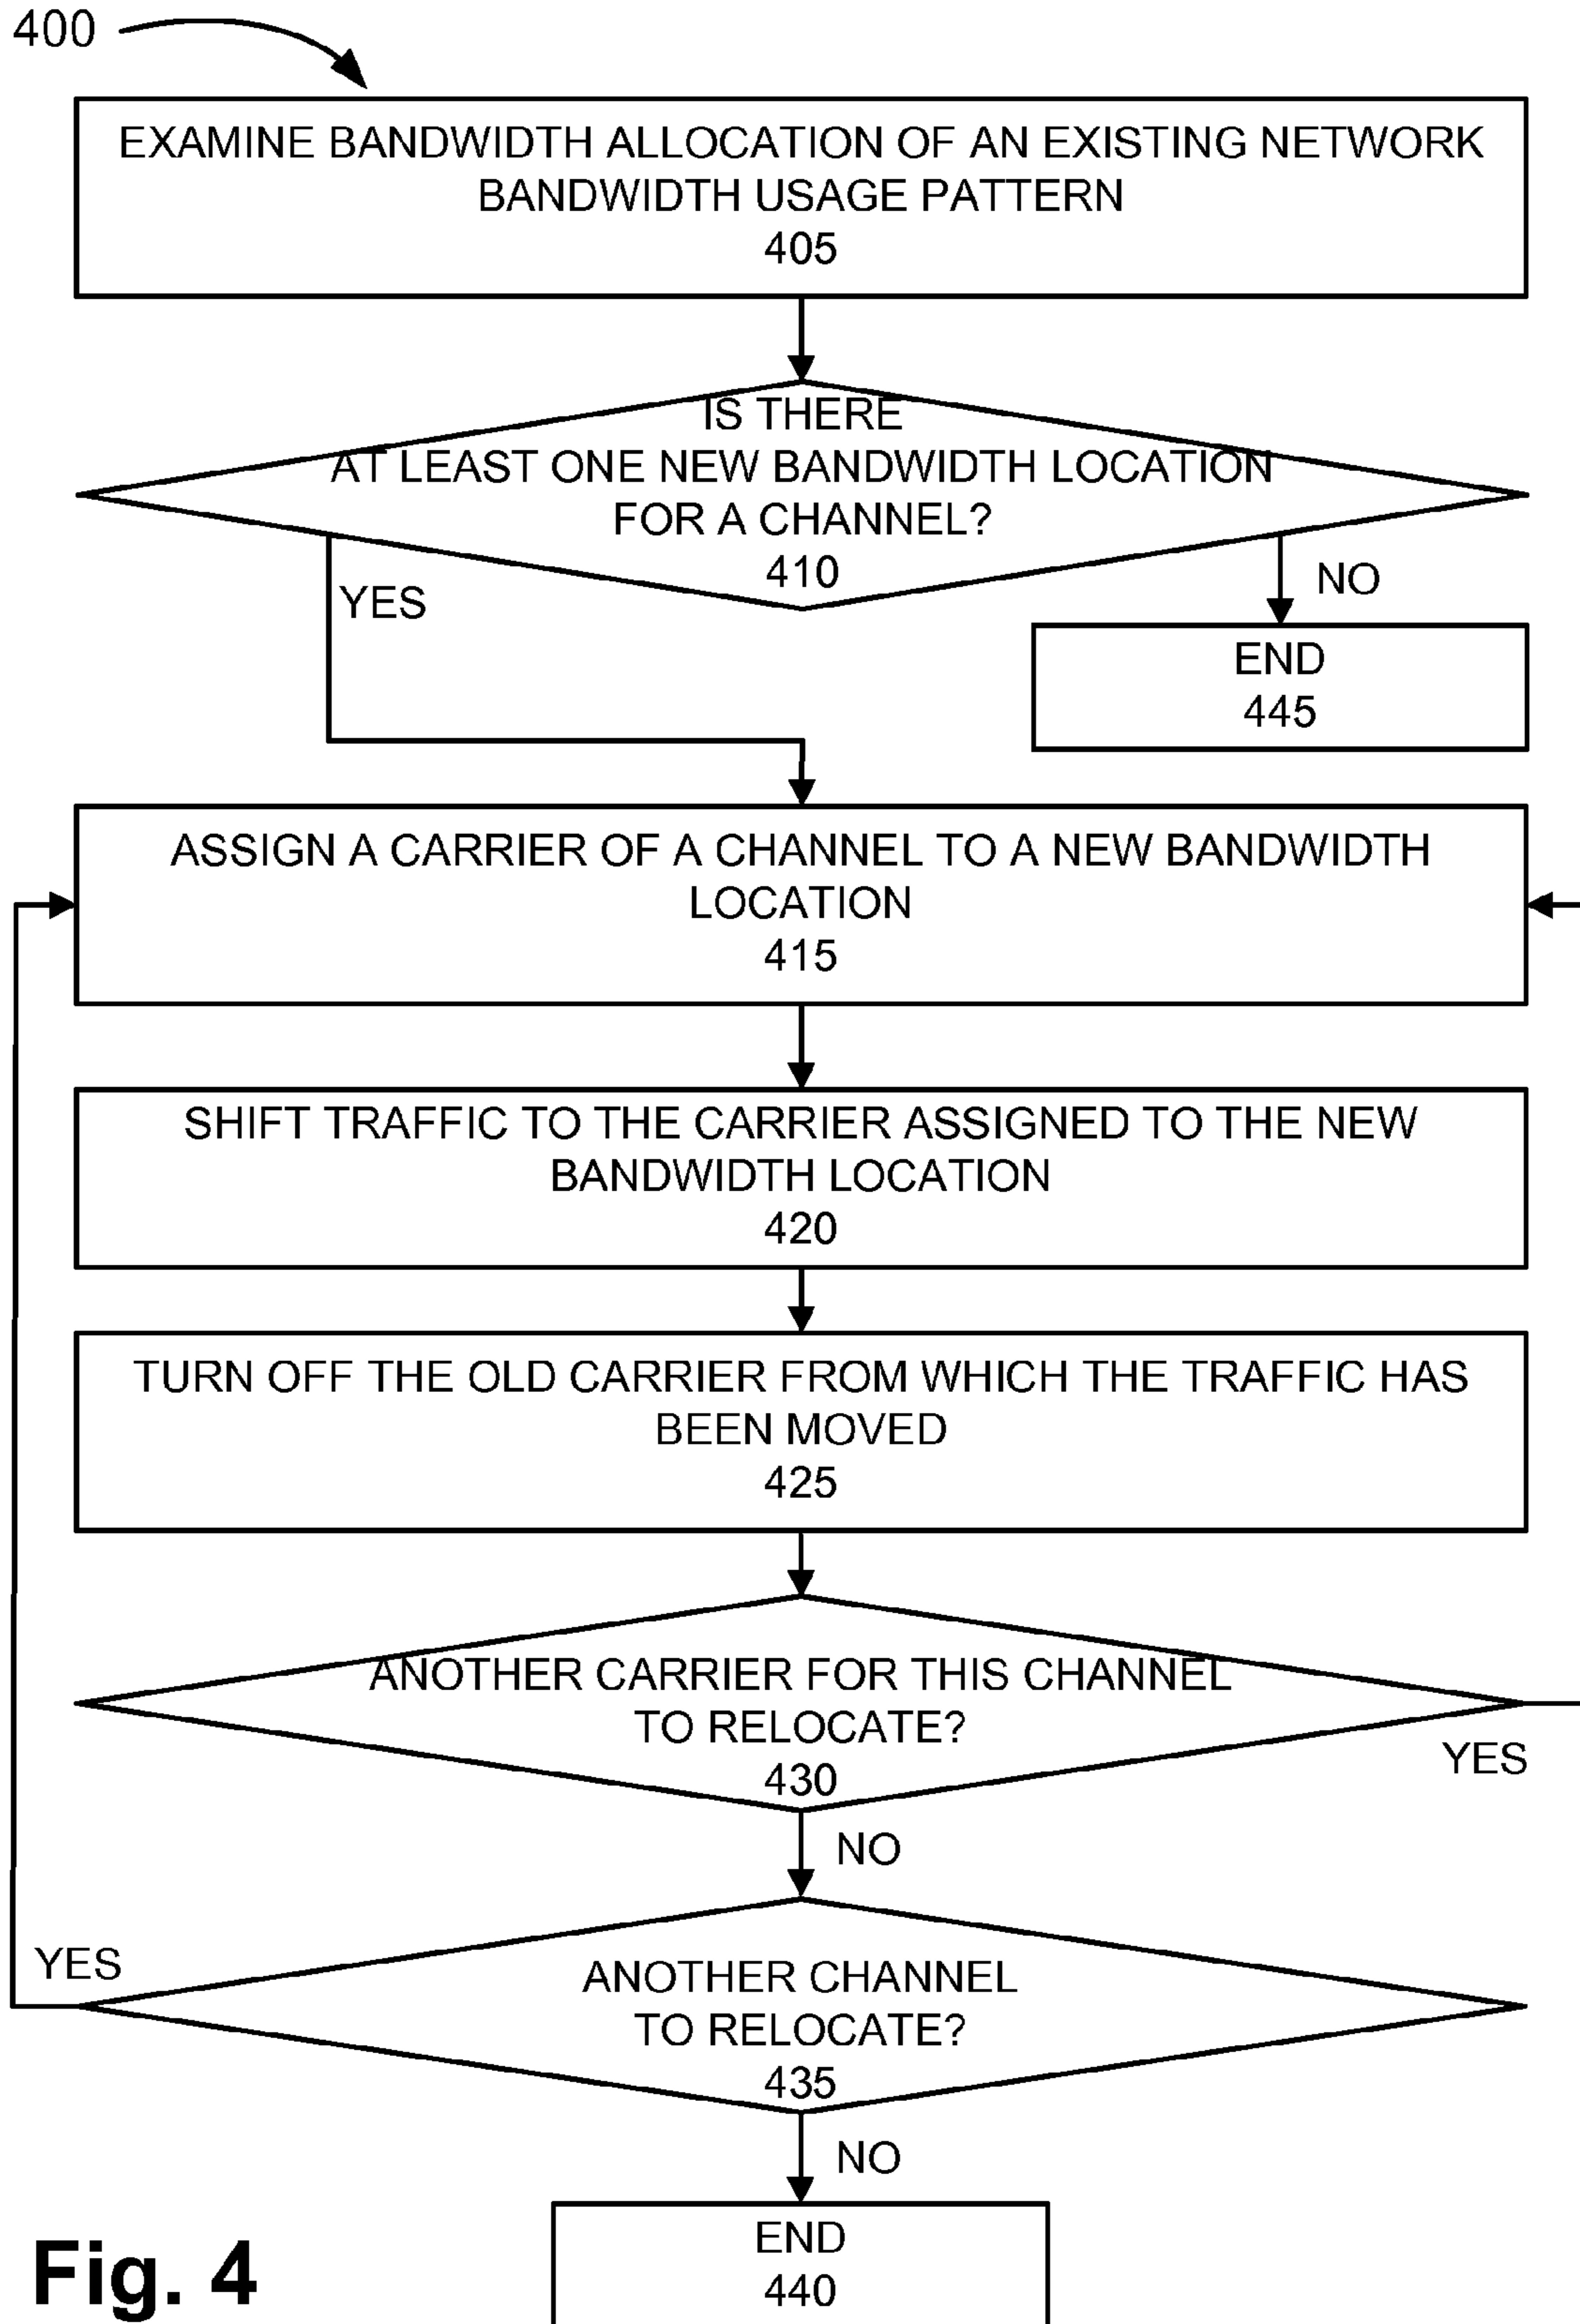 400
EXAMINE BANDWIDTH ALLOCATION OF AN EXISTING NETWORK
BANDWIDTH USAGE PATTERN
405
IS THERE
AT LEAST ONE NEW BANDWIDTH LOCATION
FOR A CHANNEL?
410
YES
NO
END
445
ASSIGN A CARRIER OF A CHANNEL TO A NEW BANDWIDTH
LOCATION
415
SHIFT TRAFFIC TO THE CARRIER ASSIGNED TO THE NEW
BANDWIDTH LOCATION
420
TURN OFF THE OLD CARRIER FROM WHICH THE TRAFFIC HAS
BEEN MOVED
425
ANOTHER CARRIER FOR THIS CHANNEL
TO RELOCATE?
430
YES
NO
YES
ANOTHER CHANNEL
TO RELOCATE?
435
NO
END
440
Fig. 4